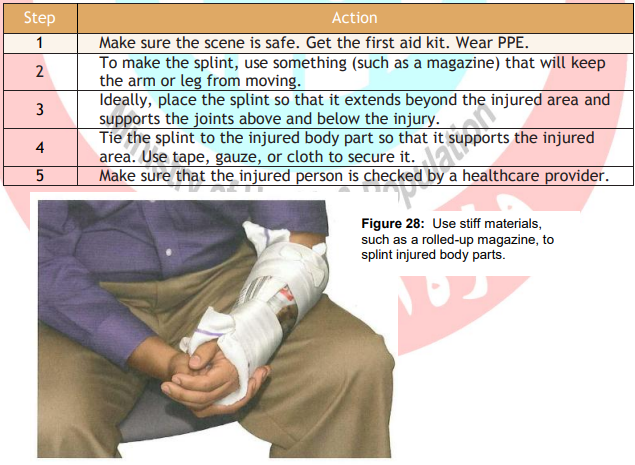 Step Action
1 Make sure the scene is safe. Get the first aid kit. Wear PPE.
2 To make the splint, use something (such as a magazine) that will keep
the arm or leg from moving.
3 Ideally, place the splint so that it extends beyond the injured area and
supports the joints above and below the injury.
4 Tie the splint to the injured body part so that it supports the injured
area. Use tape, gauze, or cloth to secure it.
5 Make sure that the injured person is checked by a healthcare provider.
Figure 28: Use stiff materials,
such as a rolled-up magazine, to
splint injured body parts.